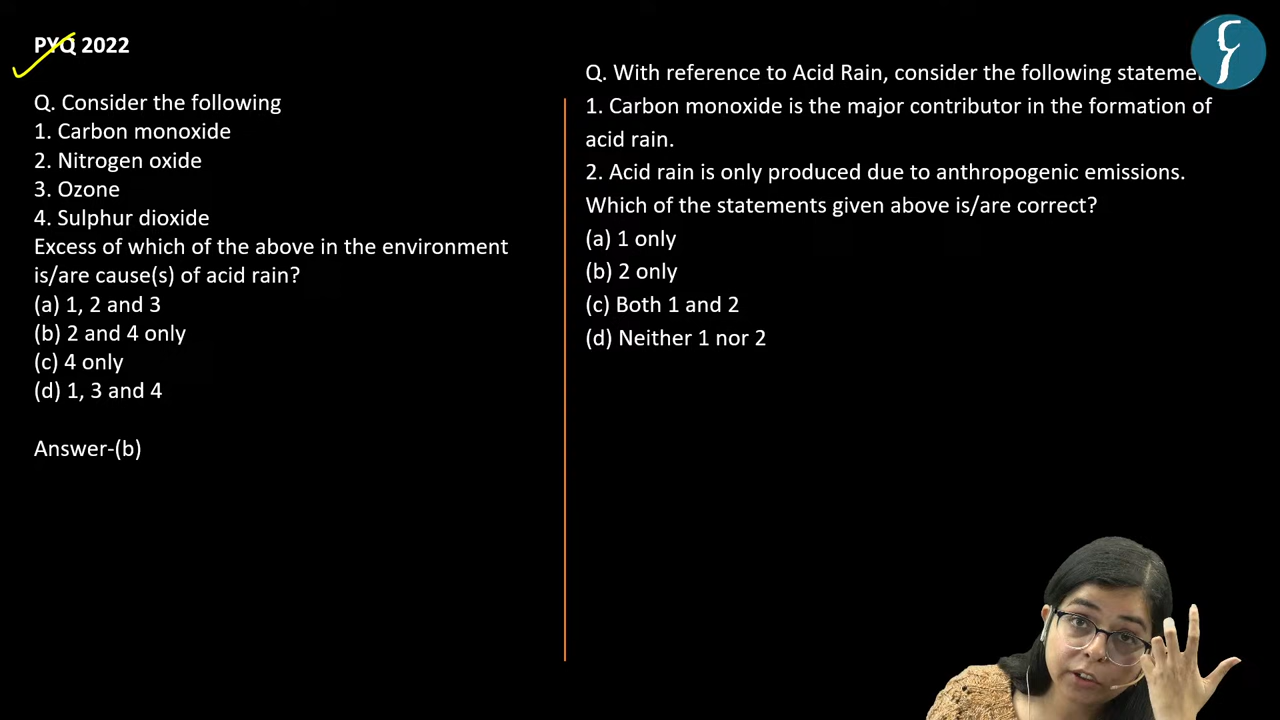 PYQ 2022
Q. Consider the following
1. Carbon monoxide
2. Nitrogen oxide
3. Ozone
4. Sulphur dioxide
Excess of which of the above in the environment
is/are cause(s) of acid rain?
(a) 1, 2 and 3
(b) 2 and 4 only
(c) 4 only
(d) 1, 3 and 4
Answer-(b)
Q. With reference to Acid Rain, consider the following stateme
1. Carbon monoxide is the major contributor in the formation of
acid rain.
2. Acid rain is only produced due to anthropogenic emissions.
Which of the statements given above is/are correct?
(a) 1 only
(b) 2 only
(c) Both 1 and 2
(d) Neither 1 nor 2